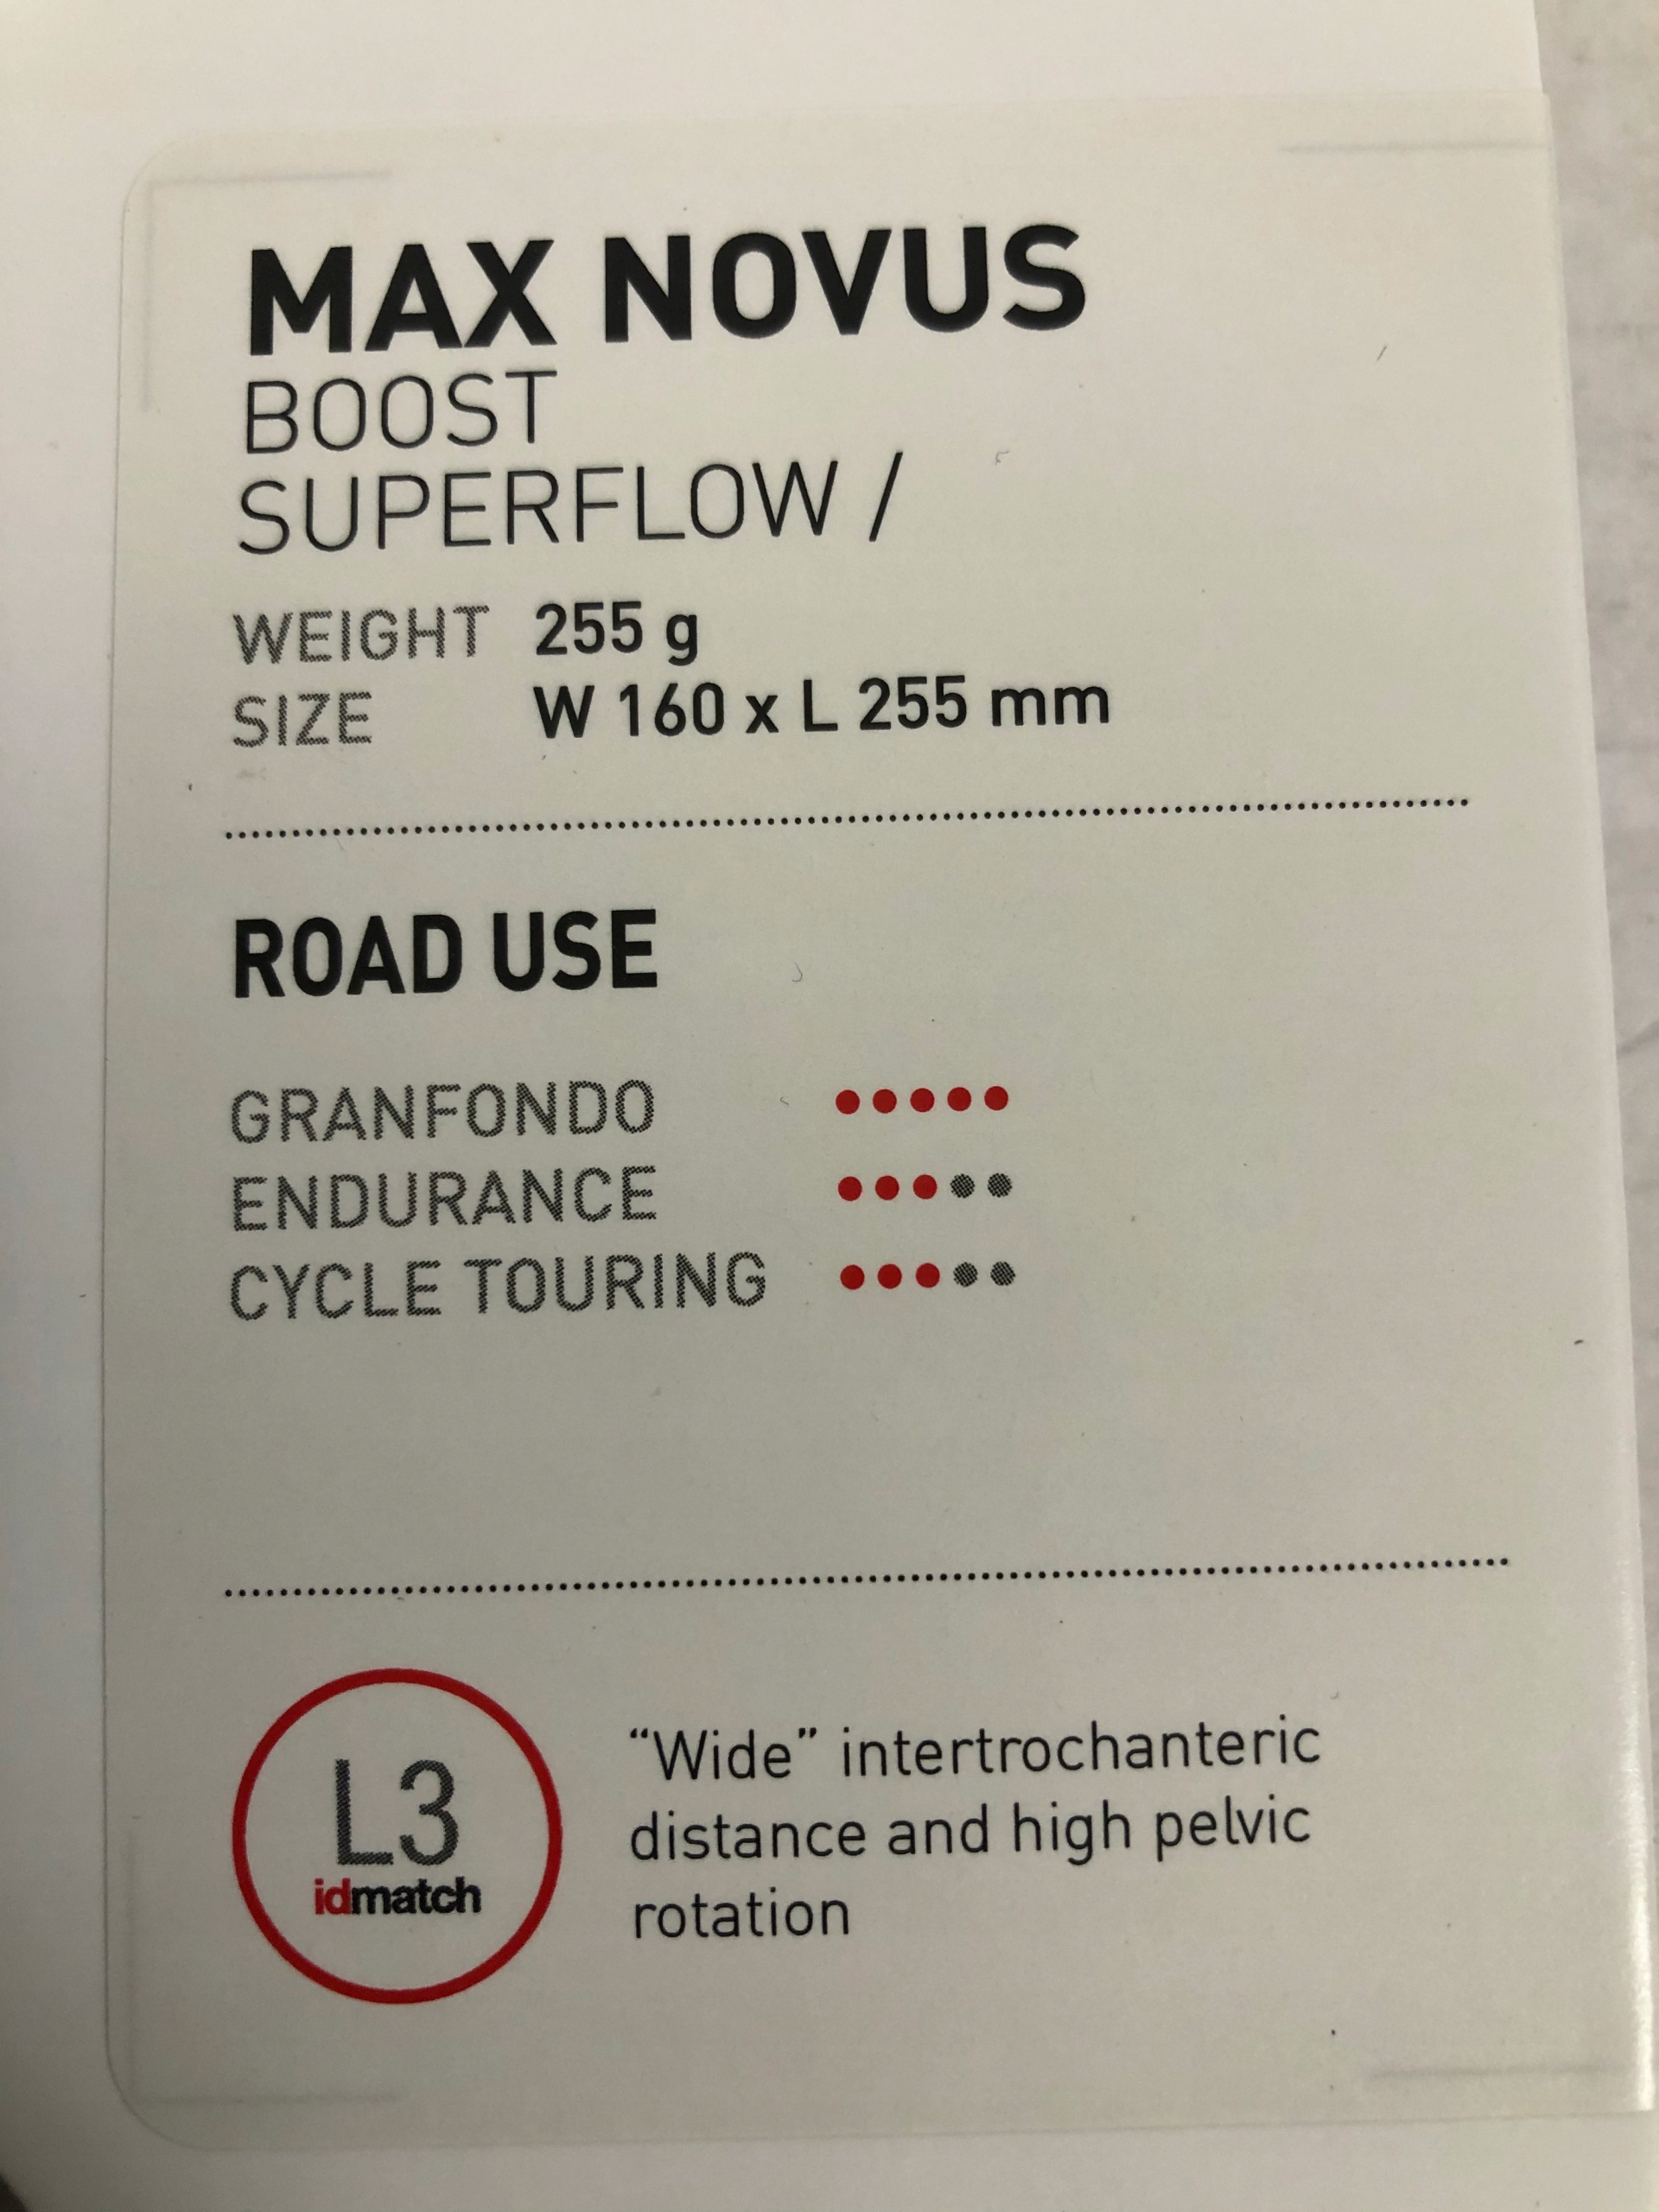 MAX NOVUS
BOOST
SUPERFLOW /
WEIGHT 255 g
SIZE W 160 x L 255 mm
ROAD USE
GRANFONDO
ENDURANCE
CYCLE TOURING
L3
idmatch
“Wide” intertrochanteric
distance and high pelvic
rotation